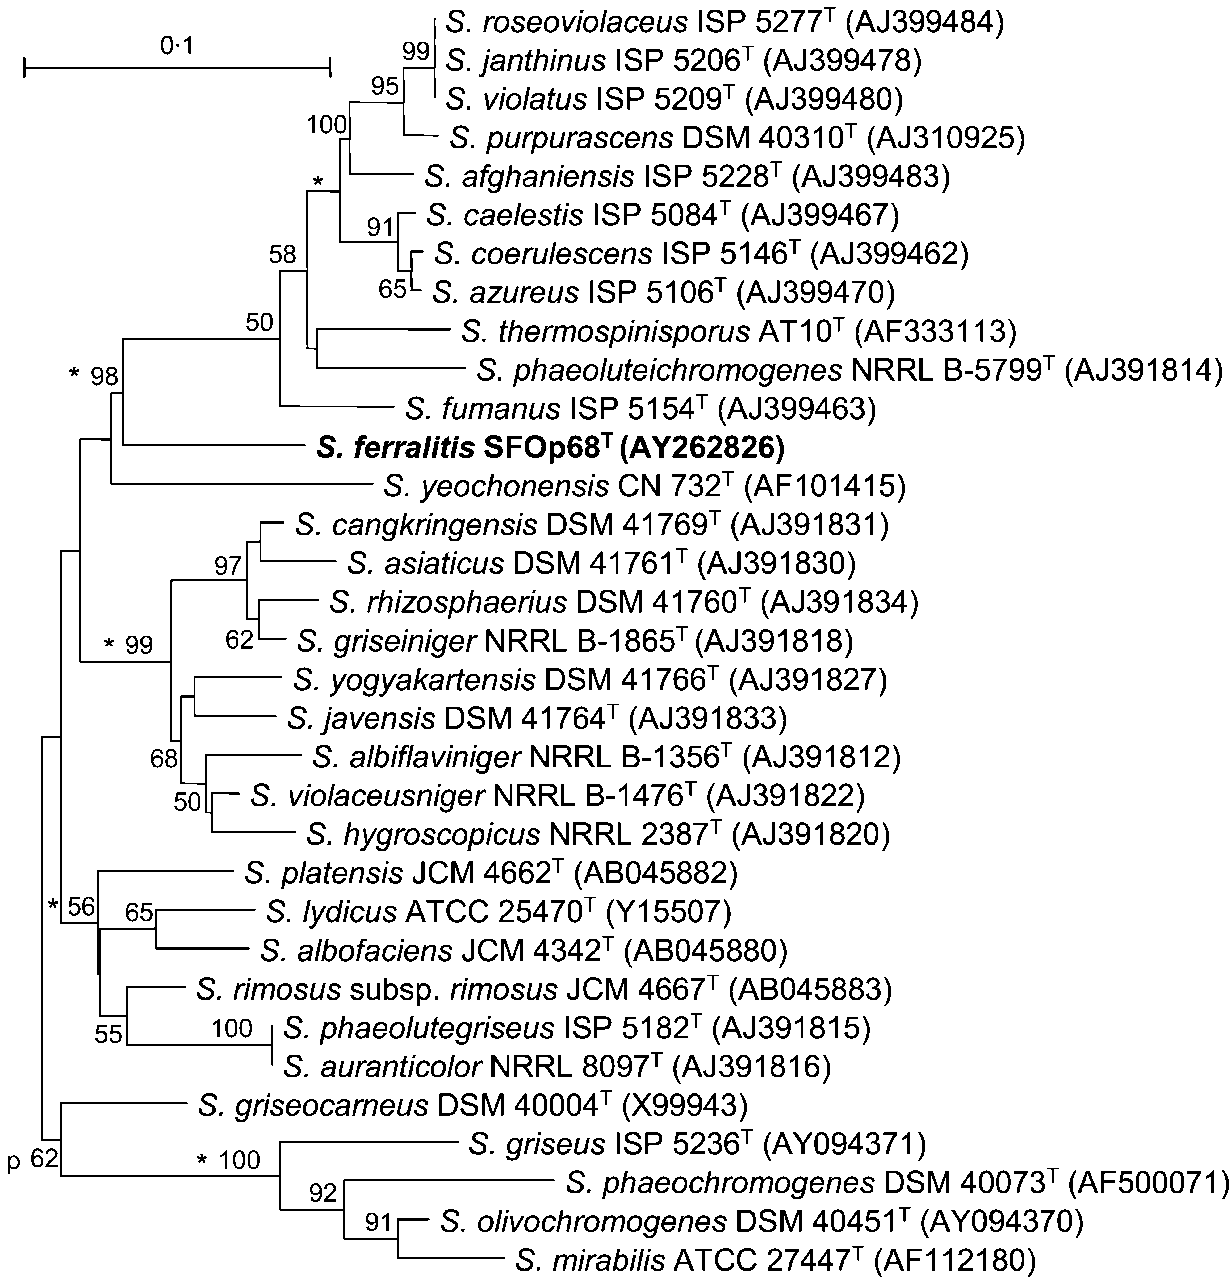 0·1
S. roseoviolaceus ISP 5277T (AJ399484)
99
S. janthinus ISP 5206T (AJ399478)
95
S. violatus ISP 5209T (AJ399480)
100
S. purpurascens DSM 40310T (AJ310925)
S. afghaniensis ISP 5228T (AJ399483)
*
S. caelestis ISP 5084T (AJ399467)
91
S. coerulescens ISP 5146T (AJ399462)
58
65
S. azureus ISP 5106T (AJ399470)
50
S. thermospinisporus AT10T (AF333113)
S. phaeoluteichromogenes NRRL B-5799T (AJ391814)
* 98
S. fumanus ISP 5154T (AJ399463)
S. ferralitis SFOp68T (AY262826)
S. yeochonensis CN 732T (AF101415)
S. cangkringensis DSM 41769T (AJ391831)
97
S. asiaticus DSM 41761T (AJ391830)
S. rhizosphaerius DSM 41760T (AJ391834)
62
S. griseiniger NRRL B-1865T (AJ391818)
* 99
S. yogyakartensis DSM 41766T (AJ391827)
S. javensis DSM 41764T (AJ391833)
68
S. albiflaviniger NRRL B-1356T (AJ391812)
50
S. violaceusniger NRRL B-1476T (AJ391822)
S. hygroscopicus NRRL 2387T (AJ391820)
S. platensis JCM 4662T (AB045882)
* 56
65
S. lydicus ATCC 25470T (Y15507)
S. albofaciens JCM 4342T (AB045880)
S. rimosus subsp. rimosus JCM 4667T (AB045883)
55
100
S. phaeolutegriseus ISP 5182T (AJ391815)
S. auranticolor NRRL 8097T (AJ391816)
S. griseocarneus DSM 40004T (X99943)
p 62
* 100
S. griseus ISP 5236T (AY094371)
92
S. phaeochromogenes DSM 40073T (AF500071)
91
S. olivochromogenes DSM 40451T (AY094370)
S. mirabilis ATCC 27447T (AF112180)